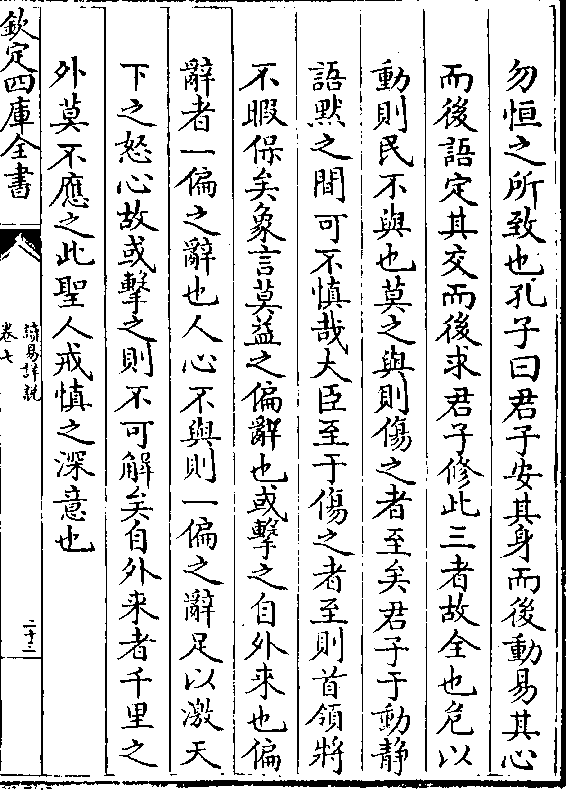 勿恒之所致也孔子曰君子安其身而後動易其心
而後語定其交而後求君子修此三者故全也危以
動則民不與也莫之與則傷之者至矣君子于動靜
語默之間可不慎哉大臣至于傷之者至則首領將
不暇保矣象言莫益之偏辭也或擊之自外来也偏
辭者一偏之辭也人心不與則一偏之辭足以激天
下之怒心故或擊之則不可解矣自外来者千里之
外莫不應之此聖人戒慎之深意也
欽定四庫全書
讀易詳說
卷七
二十三